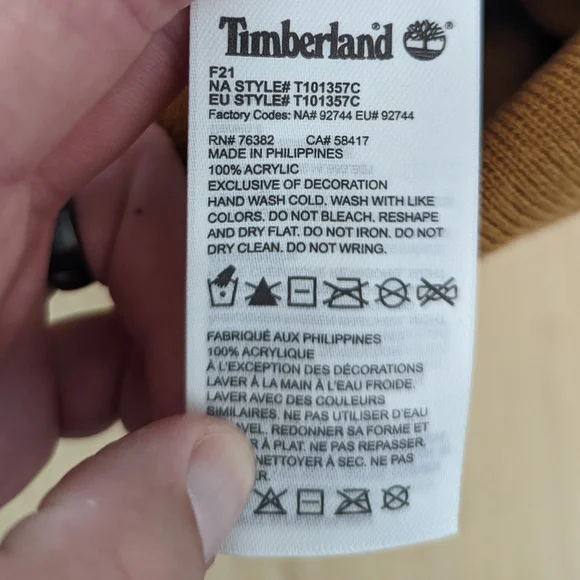 Timberland
F21
NA STYLE# T101357C
EU STYLE# T101357C
Factory Codes: NA# 92744 EU# 92744
RN# 76382 CA# 58417
MADE IN PHILIPPINES
100% ACRYLIC
EXCLUSIVE OF DECORATION
HAND WASH COLD. WASH WITH LIKE
COLORS. DO NOT BLEACH. RESHAPE
AND DRY FLAT. DO NOT IRON. DO NOT
DRY CLEAN. DO NOT WRING.
FABRIQUÉ AUX PHILIPPINES
100% ACRYLIQUE
À L'EXCEPTION DES DÉCORATIONS
LAVER À LA MAIN À L'EAU FROIDE.
LAVER AVEC DES COULEURS
SIMILAIRES. NE PAS UTILISER D'EAU
REDONNER SA FORME ET
À PLAT. NE PAS REPASSER.
NETTOYER À SEC. NE PAS